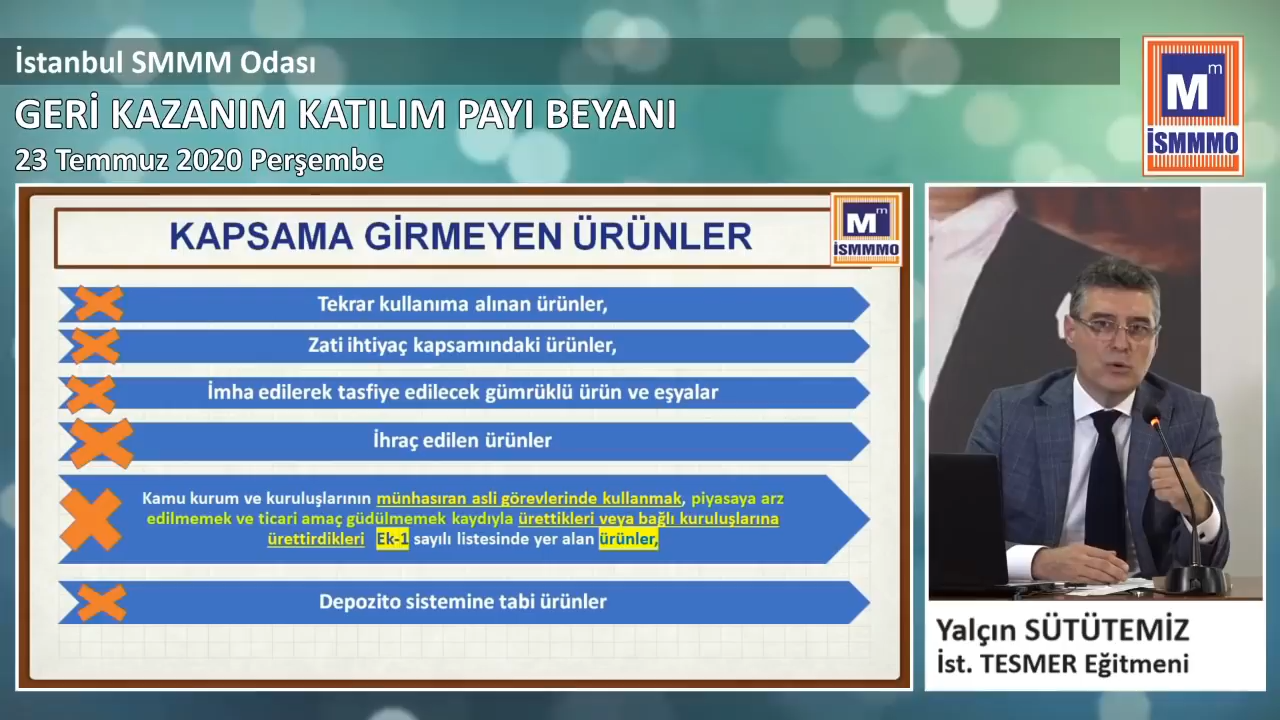 İstanbul SMMM Odası
GERİ KAZANIM KATILIM PAYI BEYANI
23 Temmuz 2020 Perşembe
M m
İSMMMO
KAPSAMA GİRMEYEN ÜRÜNLER
M m
İSMMMO
Tekrar kullanıma alınan ürünler,
Zati ihtiyaç kapsamındaki ürünler,
İmha edilerek tasfiye edilecek gümrüklü ürün ve eşyalar
İhraç edilen ürünler
Kamu kurum ve kuruluşlarının münhasıran asli görevlerinde kullanmak, piyasaya arz
edilmemek ve ticari amaç güdülmemek kaydıyla ürettikleri veya bağlı kuruluşlarına
ürettirdikleri Ek-1 sayılı listesinde yer alan ürünler,
Depozito sistemine tabi ürünler
Yalçın SÜTÜTEMİZ
İst. TESMER Eğitmeni